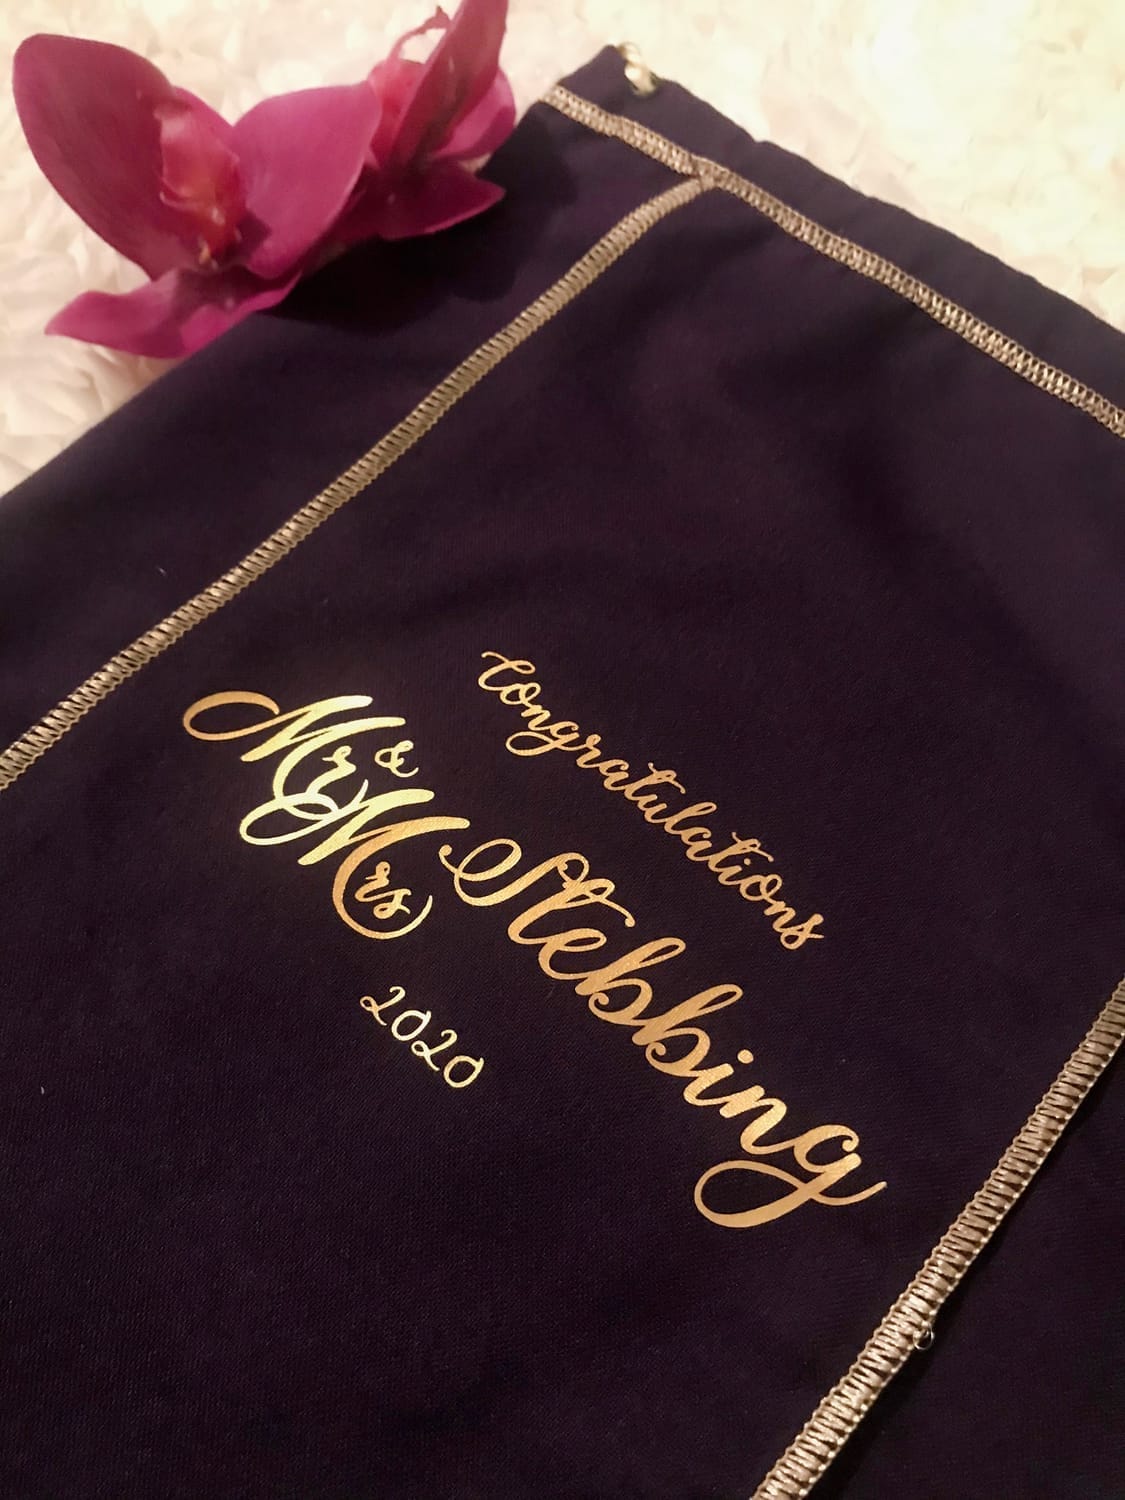 Congratulations
Mr & Mrs Stebbing
2020